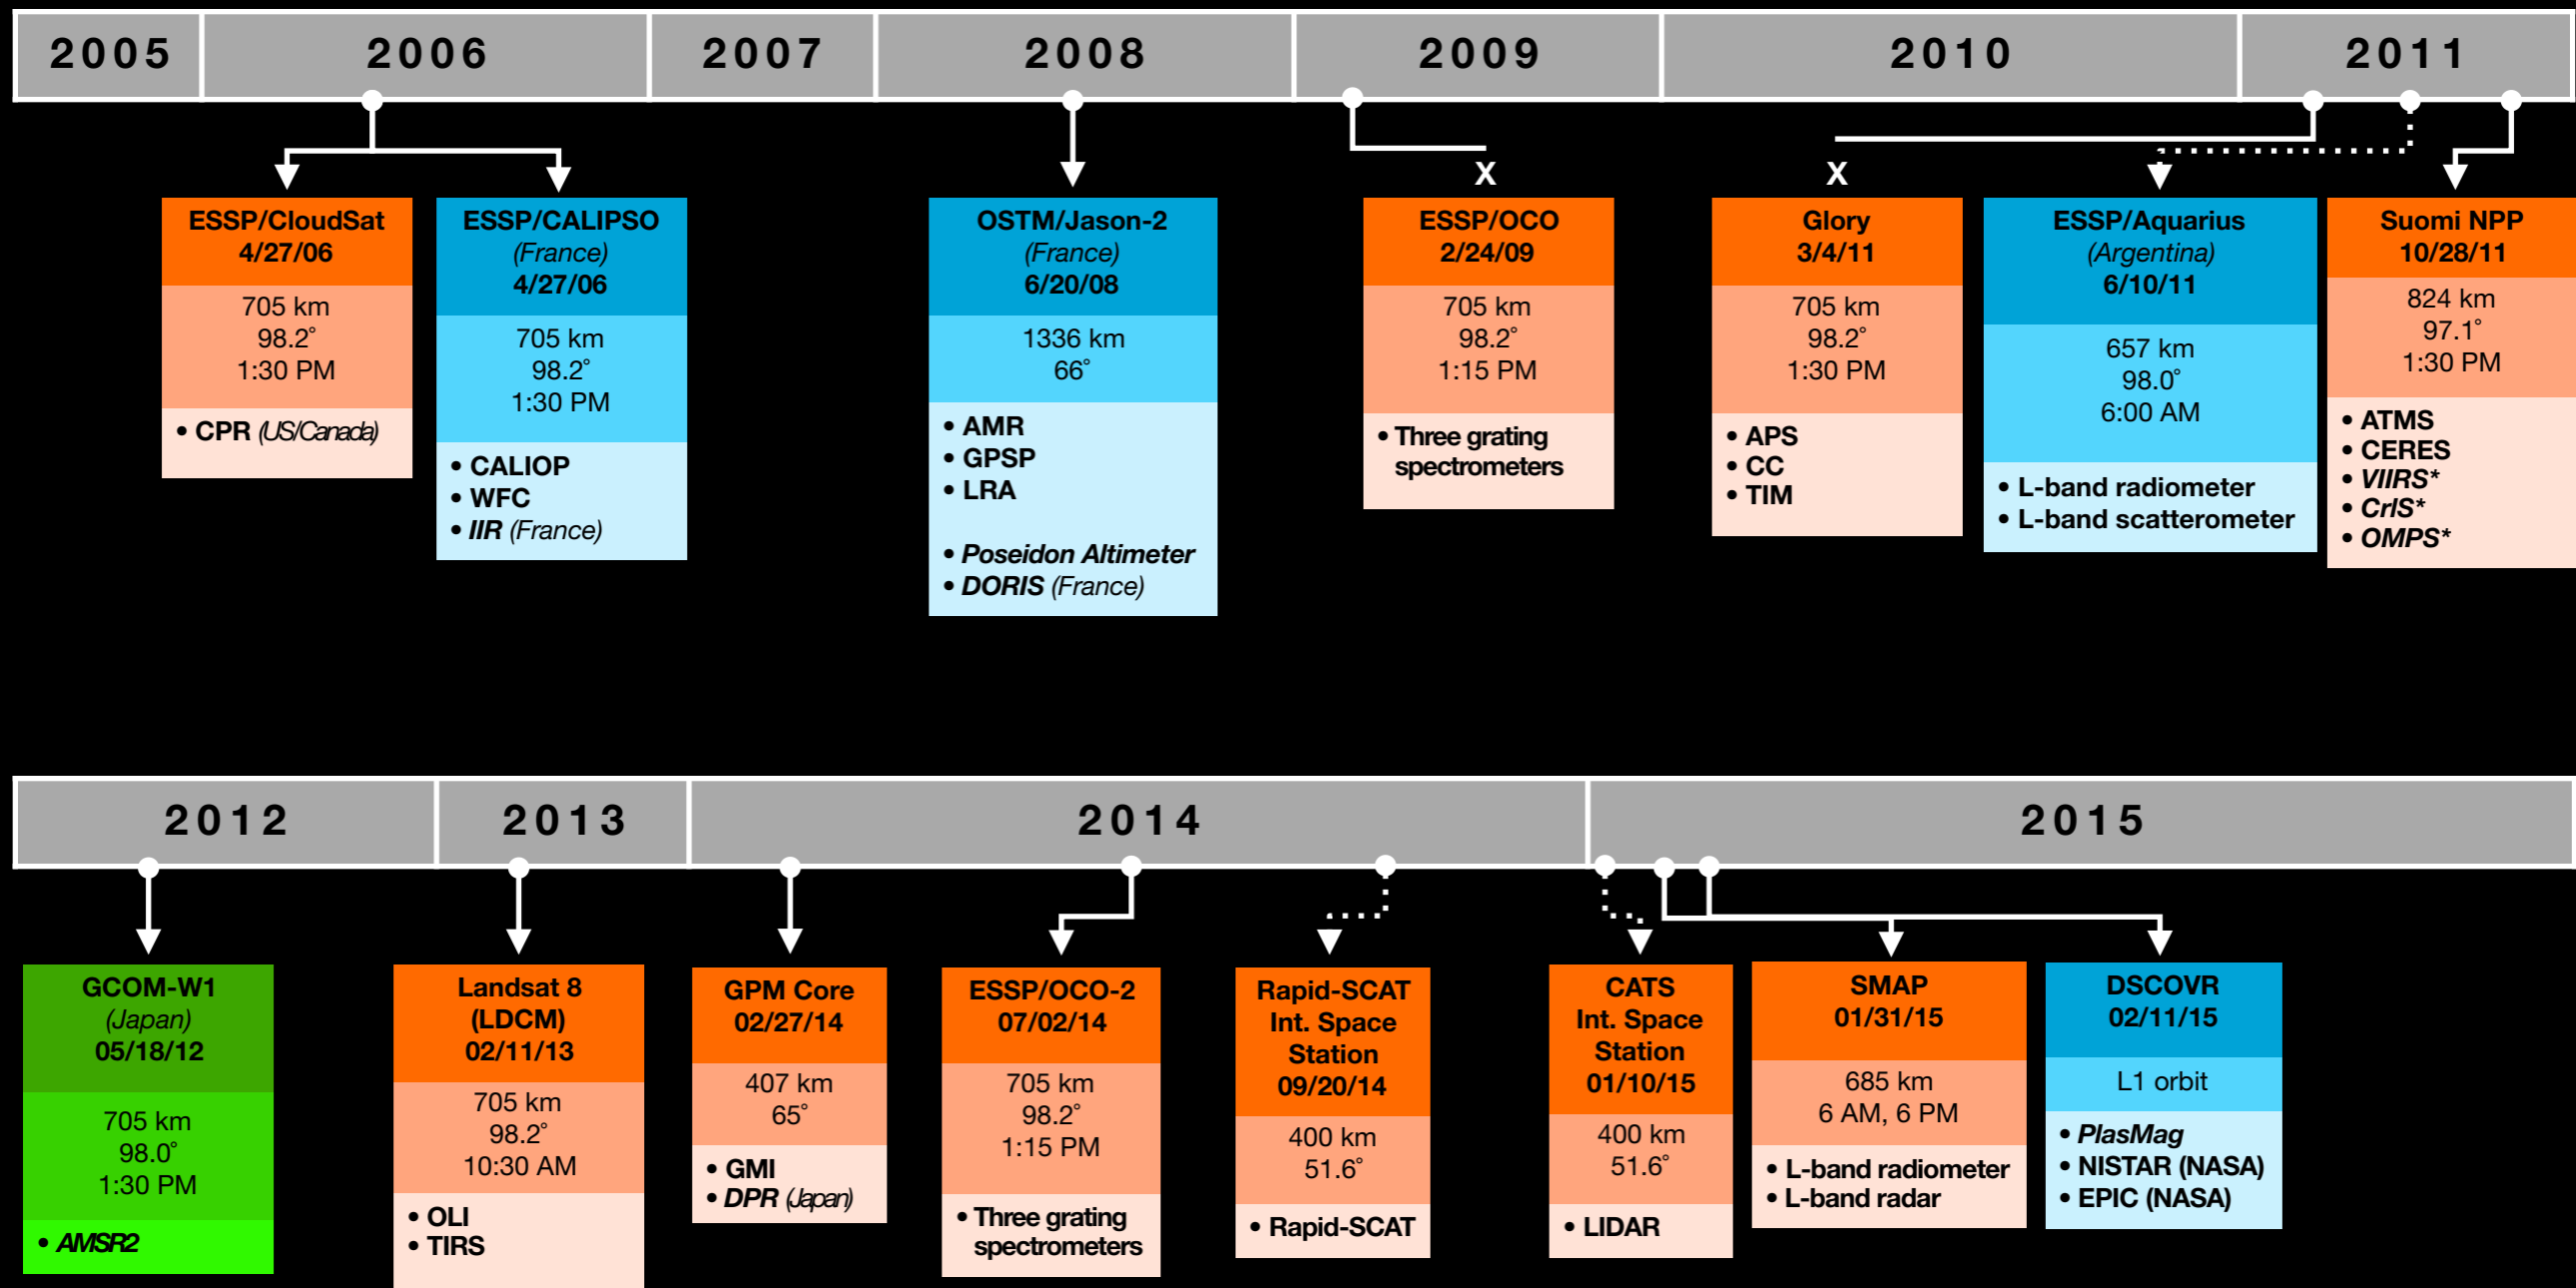 2005
2006
2007
2008
2009
2010
2011
X
X
ESSP/CloudSat
4/27/06
705 km
98.2°
1:30 PM
• CPR (US/Canada)
ESSP/CALIPSO
(France)
4/27/06
705 km
98.2°
1:30 PM
• CALIOP
• WFC
• IIR (France)
OSTM/Jason-2
(France)
6/20/08
1336 km
66°
• AMR
• GPSP
• LRA
• Poseidon Altimeter
• DORIS (France)
ESSP/OCO
2/24/09
705 km
98.2°
1:15 PM
• Three grating
spectrometers
Glory
3/4/11
705 km
98.2°
1:30 PM
• APS
• CC
• TIM
ESSP/Aquarius
(Argentina)
6/10/11
657 km
98.0°
6:00 AM
• L-band radiometer
• L-band scatterometer
Suomi NPP
10/28/11
824 km
97.1°
1:30 PM
• ATMS
• CERES
• VIIRS*
• CrIS*
• OMPS*
2012
2013
2014
2015
GCOM-W1
(Japan)
05/18/12
705 km
98.0°
1:30 PM
• AMSR2
Landsat 8
(LDCM)
02/11/13
705 km
98.2°
10:30 AM
• OLI
• TIRS
GPM Core
02/27/14
407 km
65°
• GMI
• DPR (Japan)
ESSP/OCO-2
07/02/14
705 km
98.2°
1:15 PM
• Three grating
spectrometers
Rapid-SCAT
Int. Space
Station
09/20/14
400 km
51.6°
• Rapid-SCAT
CATS
Int. Space
Station
01/10/15
400 km
51.6°
• LIDAR
SMAP
01/31/15
685 km
6 AM, 6 PM
• L-band radiometer
• L-band radar
DSCOVR
02/11/15
L1 orbit
• PlasMag
• NISTAR (NASA)
• EPIC (NASA)